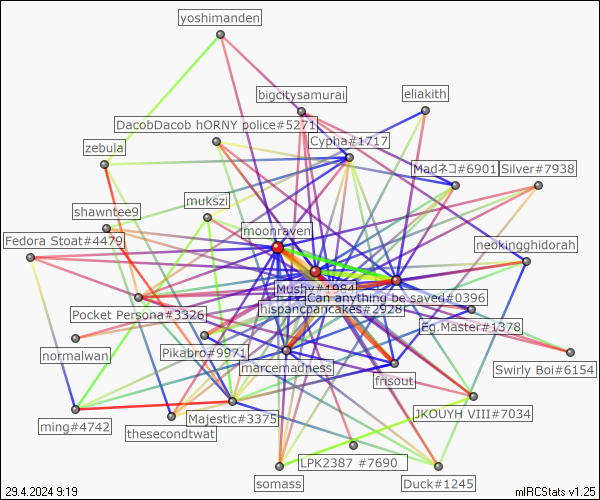 yoshimanden
bigcitysamurai
eliakith
DacobDacob hORNY police#5271
Cypha#1717
zebula
Madネコ#6901
Silver#7938
mukszi
shawntee9
moonraven
Fedora Stoat#4479
neokingghidorah
Mushy#1984
Can anything be saved#0396
hispancpancakes#2928
Pocket Persona#3326
Eg.Master#1378
normalwan
Pikabro#9971
marcemadness
Swirly Boi#6154
frisout
JKOUYH VIII#7034
Majestic#3375
ming#4742
thesecondtwat
LPK2387 #7690
somass
Duck#1245
29.4.2024 9:19
mIRCStats v1.25